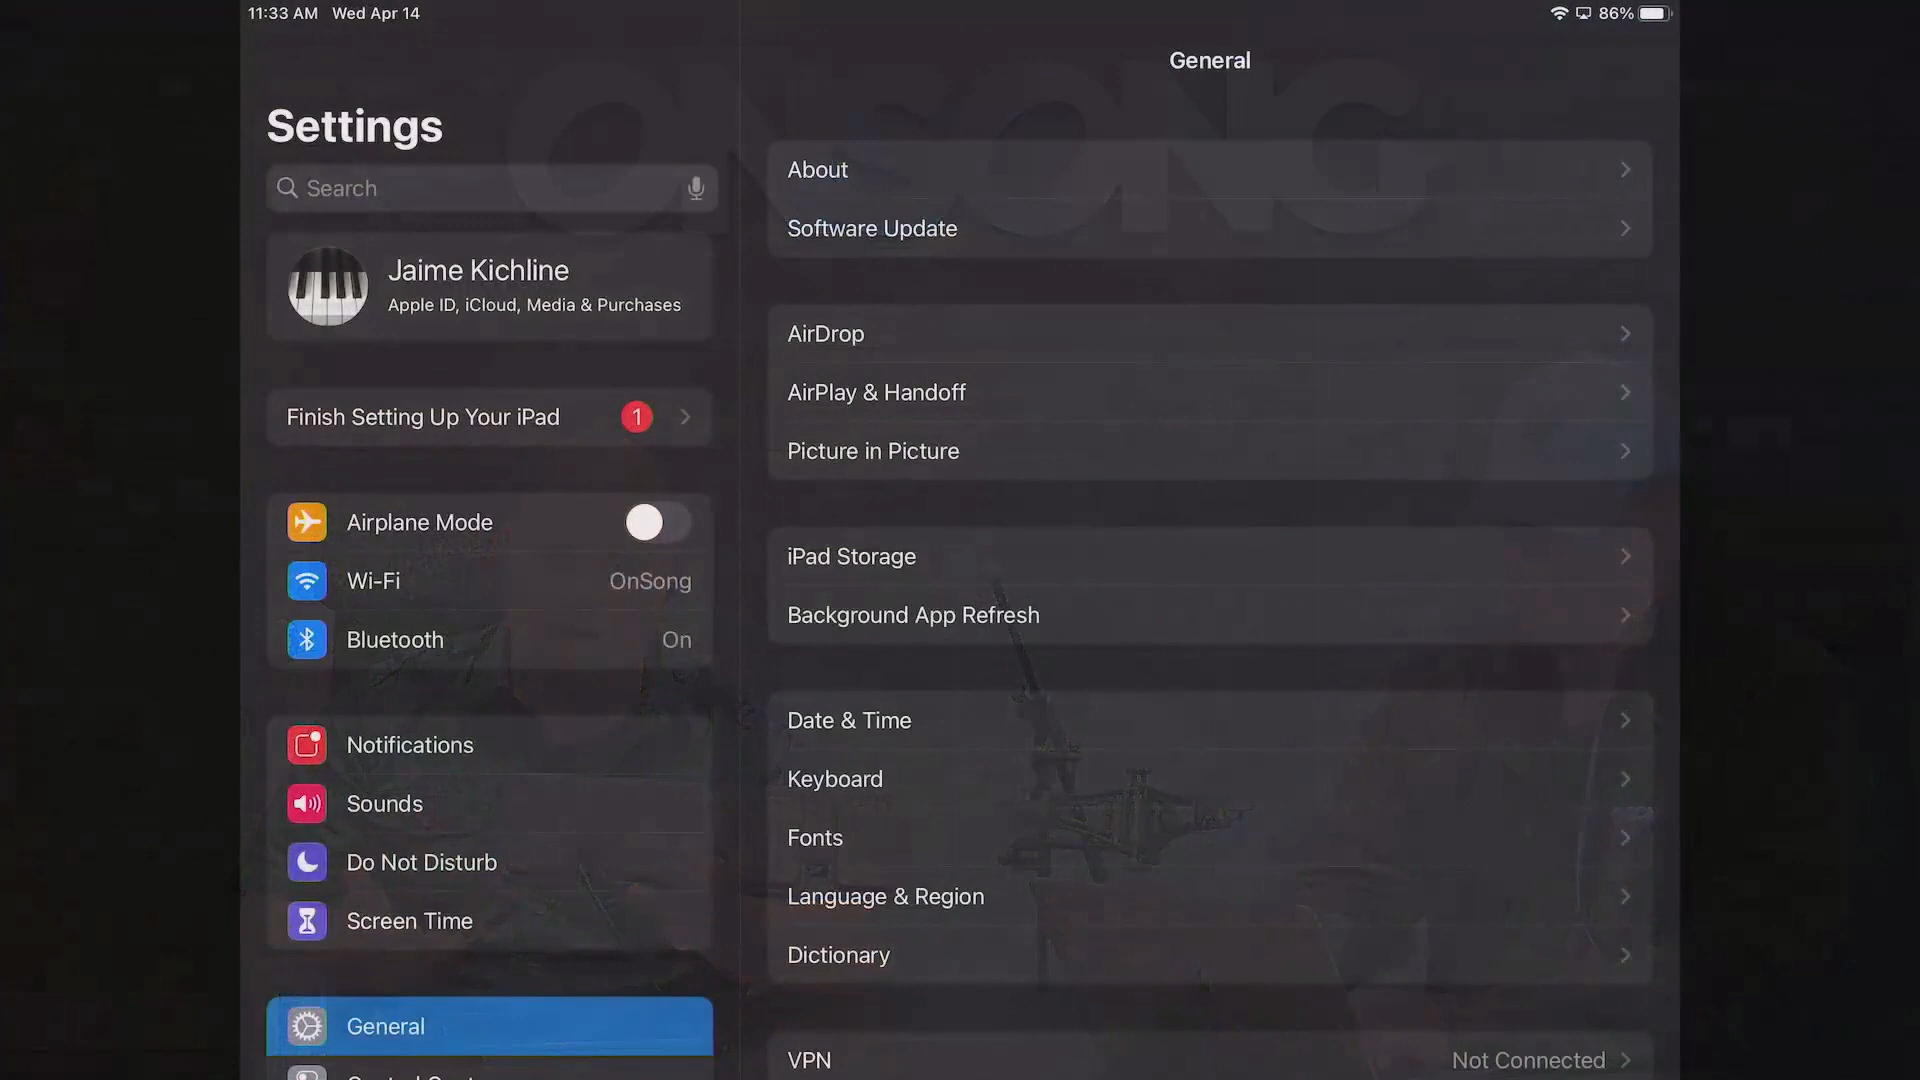 11:33 AM Wed Apr 14
86%
ONSONG
Settings
Search
Jaime Kichline
Apple ID, iCloud, Media & Purchases
Finish Setting Up Your iPad 1
Airplane Mode
Wi-Fi OnSong
Bluetooth On
Notifications
Sounds
Do Not Disturb
Screen Time
General
General
About
Software Update
AirDrop
AirPlay & Handoff
Picture in Picture
iPad Storage
Background App Refresh
Date & Time
Keyboard
Fonts
Language & Region
Dictionary
VPN Not Connected